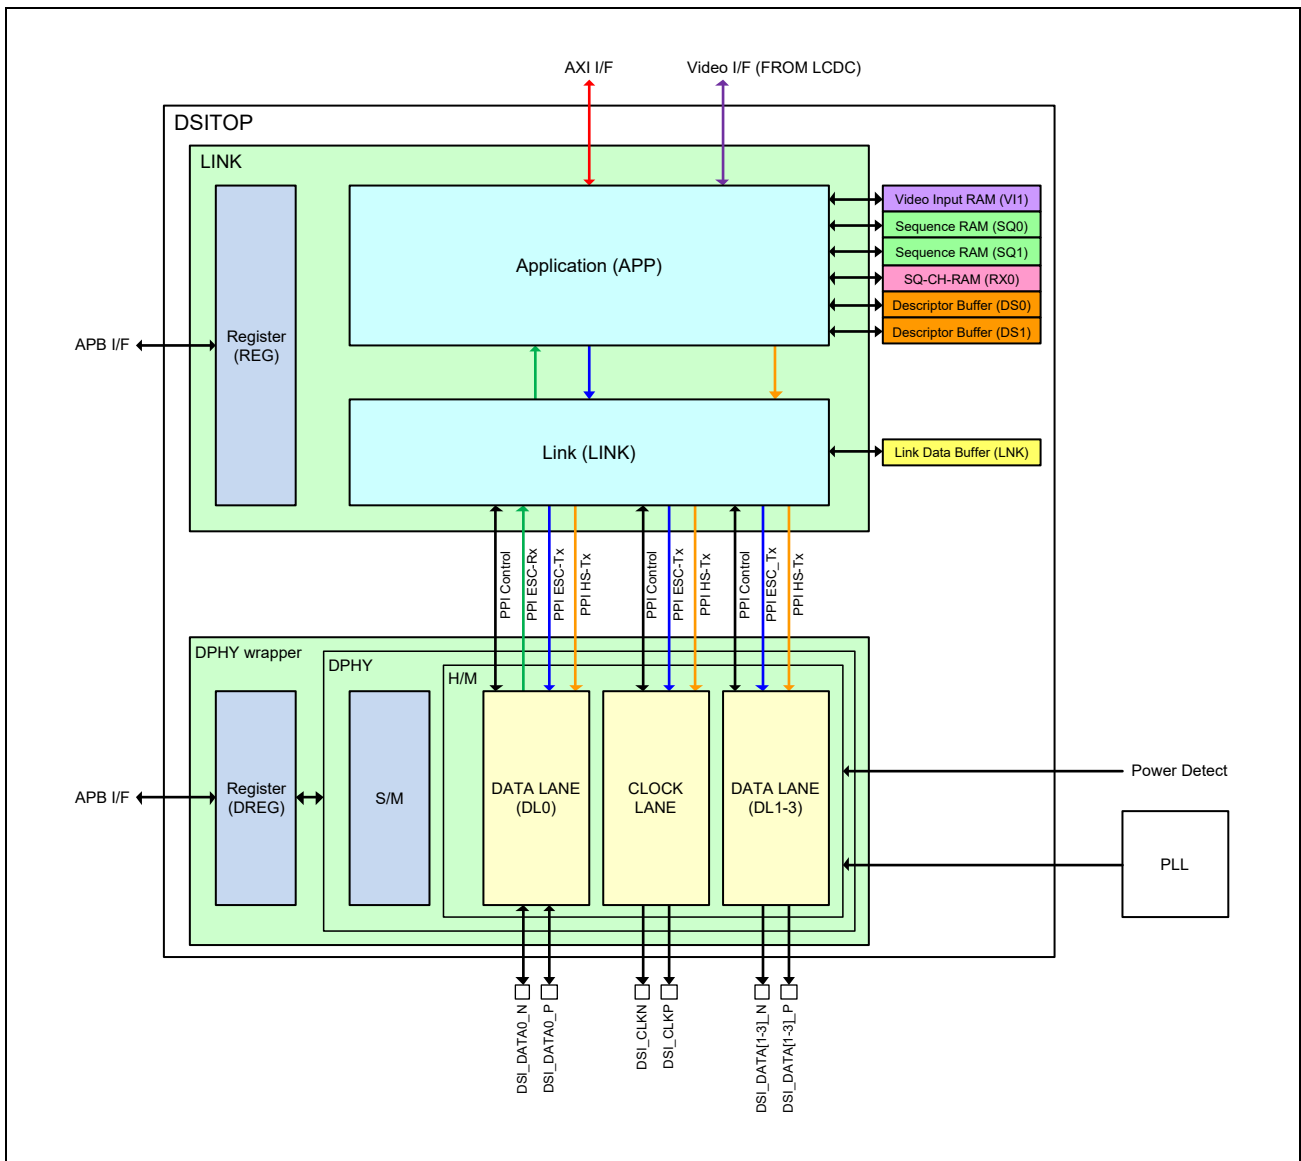 AXI I/F
Video I/F (FROM LCDC)
DSITOP
LINK
Register
(REG)
APB I/F
Application (APP)
Video Input RAM (VI1)
Sequence RAM (SQ0)
Sequence RAM (SQ1)
SQ-CH-RAM (RX0)
Descriptor Buffer (DS0)
Descriptor Buffer (DS1)
Link (LINK)
Link Data Buffer (LNK)
PPI Control
PPI ESC-Rx
PPI ESC-Tx
PPI HS-Tx
PPI Control
PPI ESC-Tx
PPI HS-Tx
PPI Control
PPI ESC_Tx
PPI HS-Tx
DPHY wrapper
DPHY
H/M
APB I/F
Register
(DREG)
S/M
DATA LANE
(DL0)
CLOCK
LANE
DATA LANE
(DL1-3)
Power Detect
PLL
DSI_DATA0_N
DSI_DATA0_P
DSI_CLKN
DSI_CLKP
DSI_DATA[1-3]_N
DSI_DATA[1-3]_P